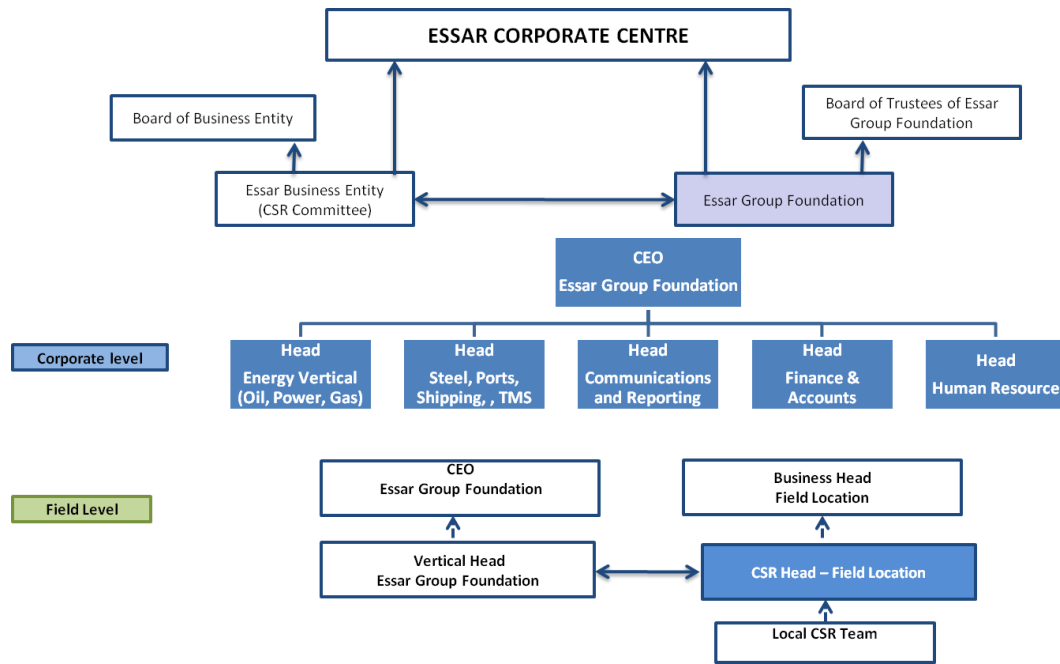 ESSAR CORPORATE CENTRE
Board of Business Entity
Board of Trustees of Essar
Group Foundation
Essar Business Entity
(CSR Committee)
Essar Group Foundation
CEO
Essar Group Foundation
Corporate level
Head
Energy Vertical
(Oil, Power, Gas)
Head
Steel, Ports,
Shipping, , TMS
Head
Communications
and Reporting
Head
Finance &
Accounts
Head
Human Resource
Field Level
CEO
Essar Group Foundation
Business Head
Field Location
Vertical Head
Essar Group Foundation
CSR Head – Field Location
Local CSR Team